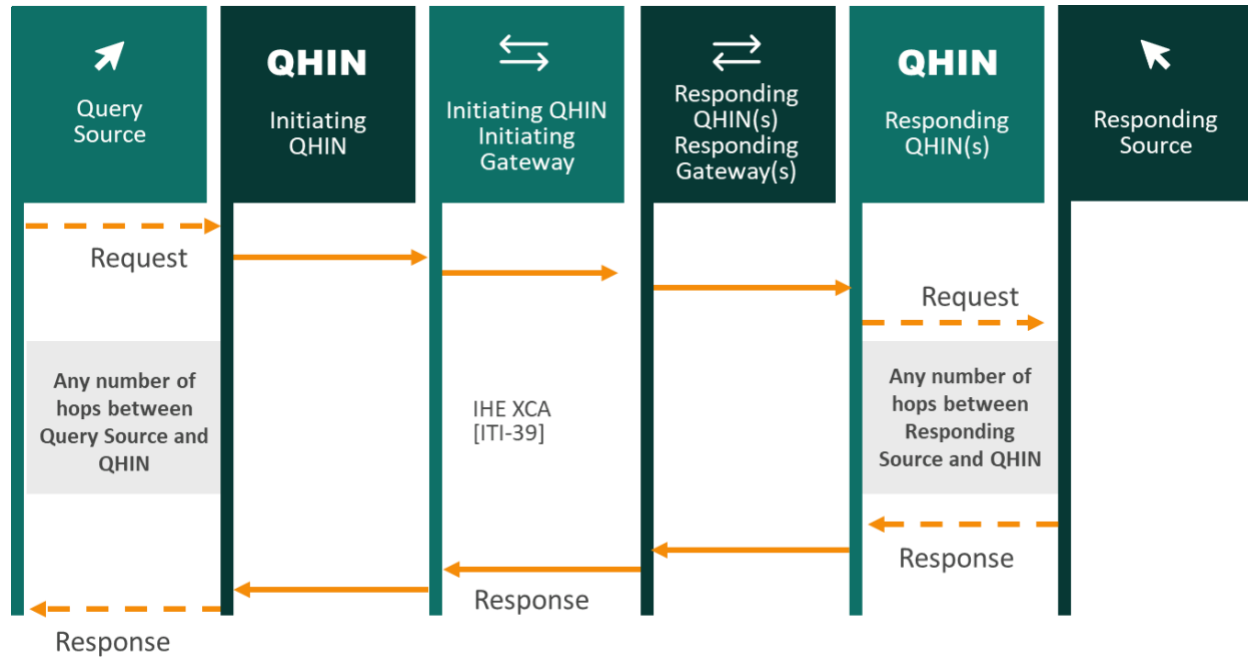 Query
Source
QHIN
Initiating
QHIN
Initiating QHIN
Initiating
Gateway
Responding
QHIN(s)
Responding
Gateway(s)
QHIN
Responding
QHIN(s)
Responding
Source
Request
Request
Any number of
hops between
Query Source and
QHIN
IHE XCA
[ITI-39]
Any number of
hops between
Responding
Source and QHIN
Response
Response
Response